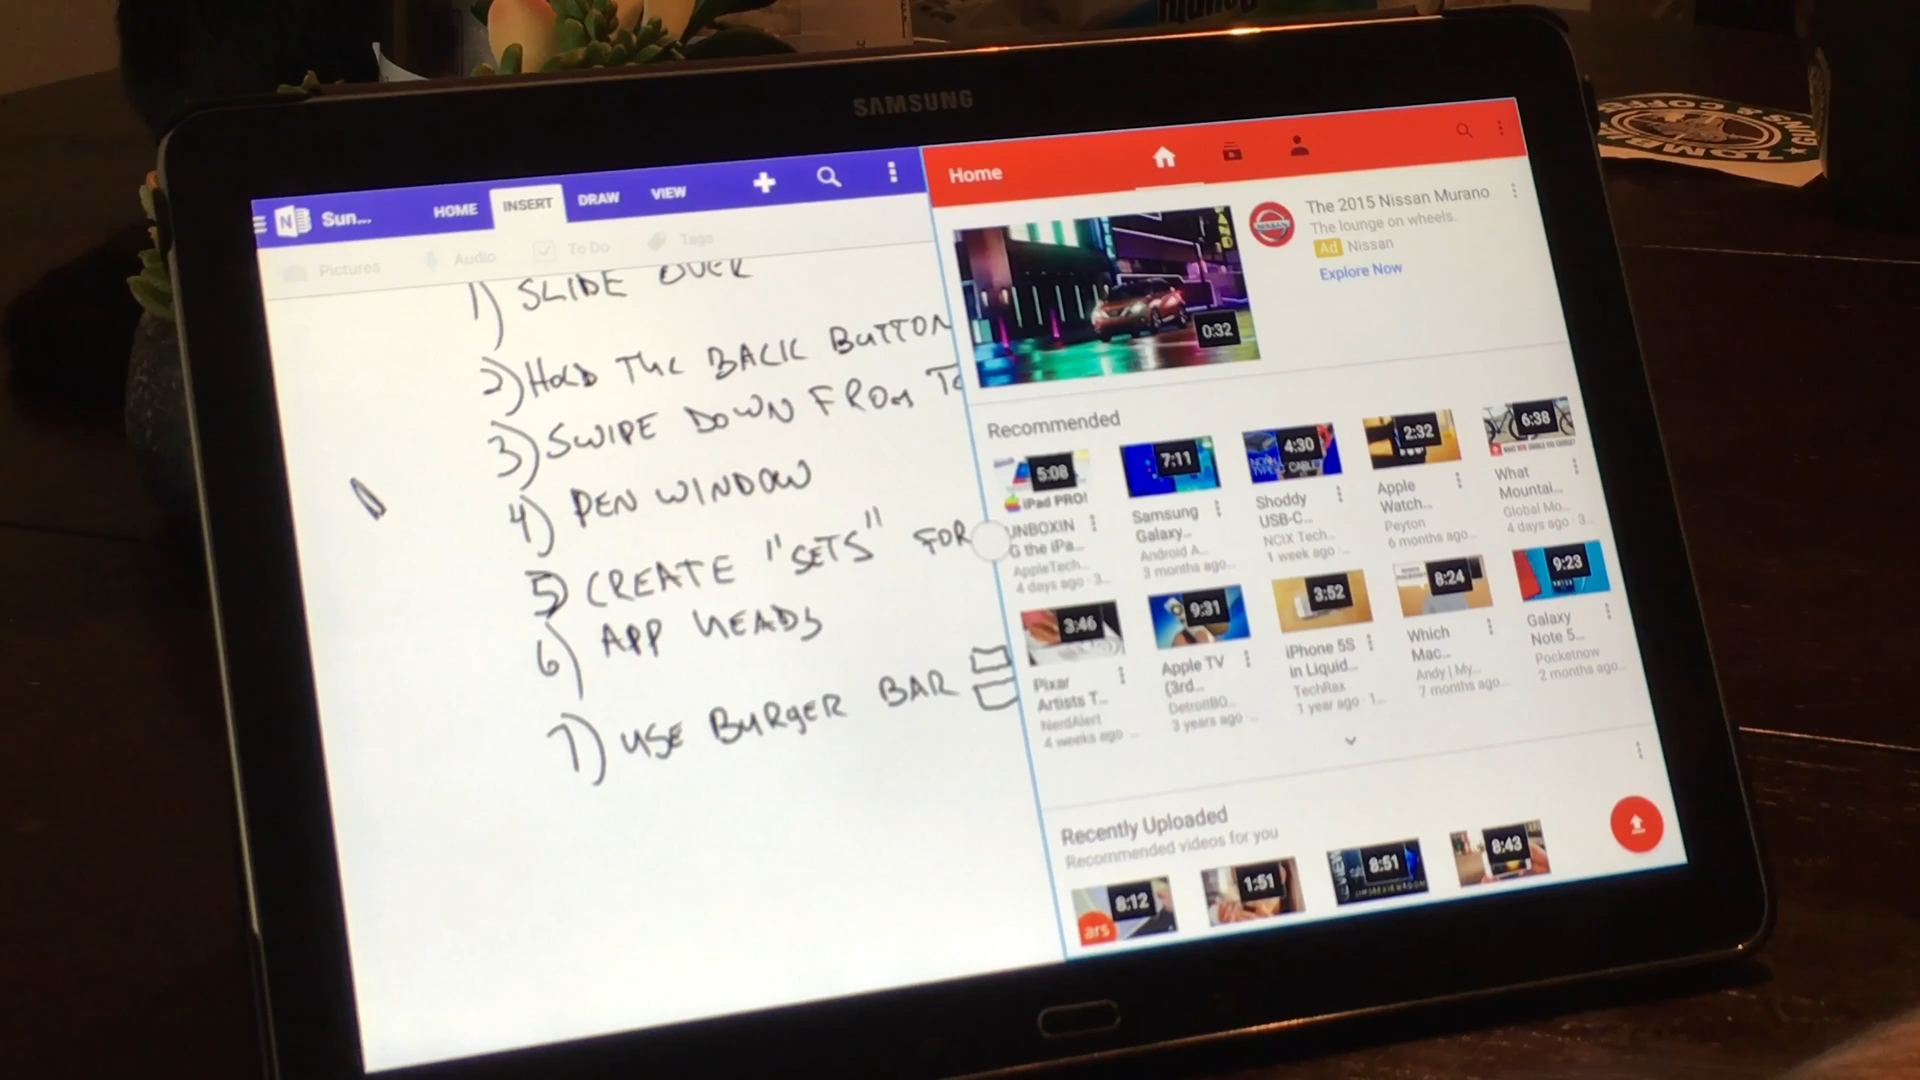 SAMSUNG
Sun...
HOME
INSERT
DRAW
VIEW
Pictures
Audio
To Do
Tags
1) SLIDE OVER
2) HOLD THE BACK BUTTON
3) SWIPE DOWN FROM TO
4) PEN WINDOW
5) CREATE "SETS" FOR
6) APP HEADS
7) USE BURGER BAR
Home
0:32
The 2015 Nissan Murano
The lounge on wheels.
Ad Nissan
Explore Now
Recommended
5:08
iPad PRO!
UNBOXIN
G the iPa...
AppleTech...
4 days ago · 3...
7:11
Samsung
Galaxy...
Android A...
3 months ago...
4:30
CABLE
Shoddy
USB-C...
NCIX Tech...
1 week ago ·...
2:32
Apple
Watch...
Peyton
6 months ago...
6:38
What
Mountai...
Global Mo...
4 days ago · 3...
3:46
Pixar
Artists T...
NerdAlert
4 weeks ago ...
9:31
Apple TV
(3rd...
DetroitBO...
3 years ago ·...
3:52
iPhone 5S
in Liquid...
TechRax
1 year ago · 1...
8:24
Which
Mac...
Andy | My...
7 months ago...
9:23
Galaxy
Note 5...
Pocketnow
2 months ago...
Recently Uploaded
Recommended videos for you
8:12
ars
1:51
8:51
8:43
& COFFEE